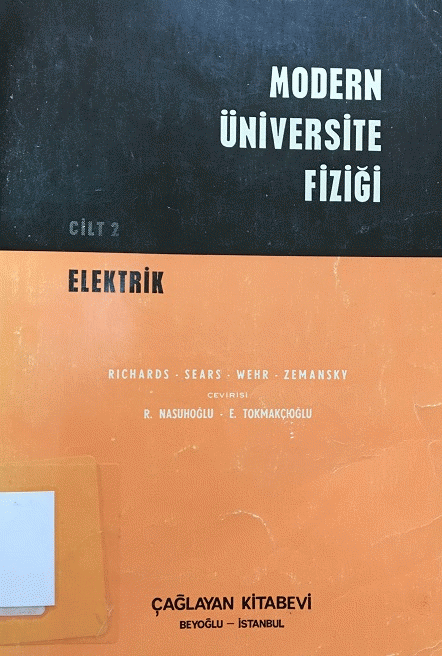 MODERN
ÜNİVERSİTE
FİZİĞİ
CİLT 2
ELEKTRİK
RICHARDS - SEARS - WEHR - ZEMANSKY
ÇEVİRİSİ
R. NASUHOĞLU - E. TOKMAKÇIOĞLU
ÇAĞLAYAN KİTABEVİ
BEYOĞLU — İSTANBUL